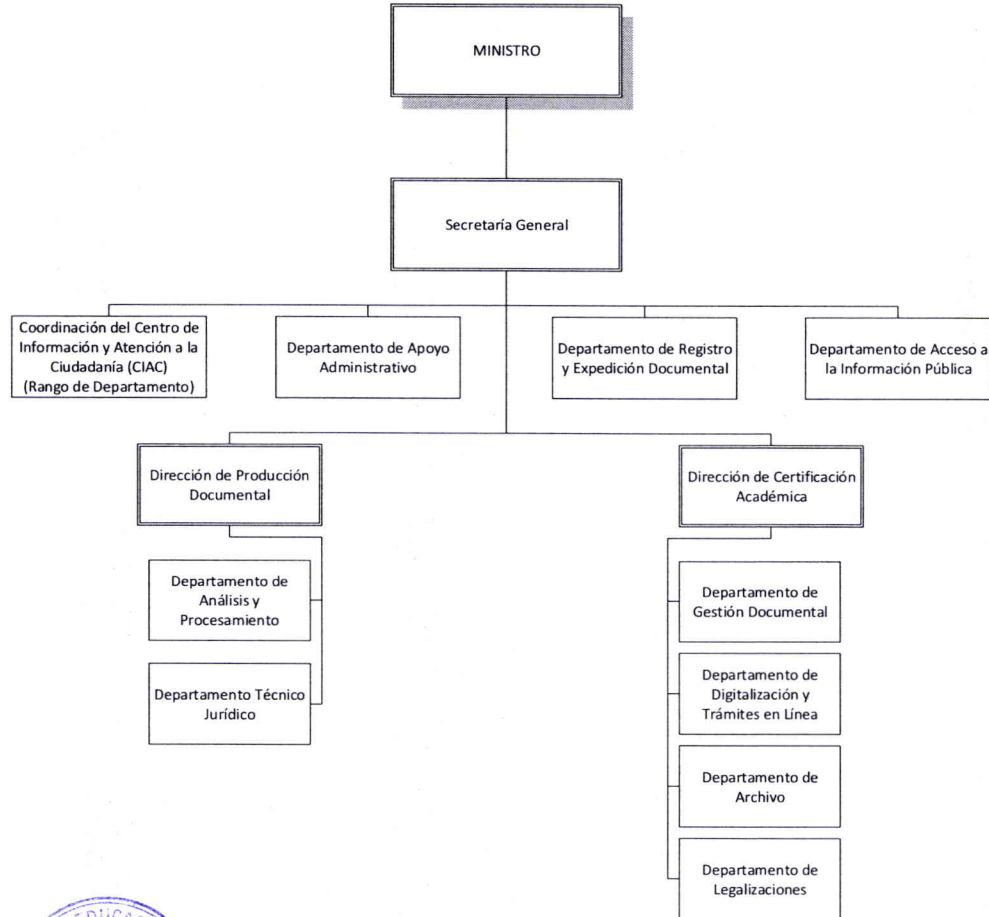 MINISTRO
Secretaría General
Coordinación del Centro de
Información y Atención a la
Ciudadanía (CIAC)
(Rango de Departamento)
Departamento de Apoyo
Administrativo
Departamento de Registro
y Expedición Documental
Departamento de Acceso a
la Información Pública
Dirección de Producción
Documental
Dirección de Certificación
Académica
Departamento de
Análisis y
Procesamiento
Departamento Técnico
Jurídico
Departamento de
Gestión Documental
Departamento de
Digitalización y
Trámites en Línea
Departamento de
Archivo
Departamento de
Legalizaciones